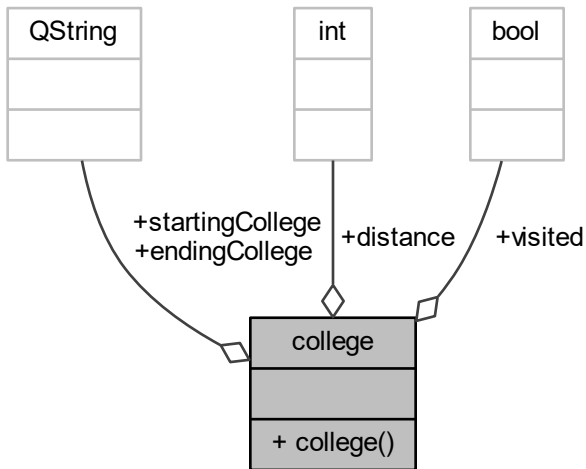 QString
int
bool
+startingCollege
+endingCollege
+distance
+visited
college
+ college()